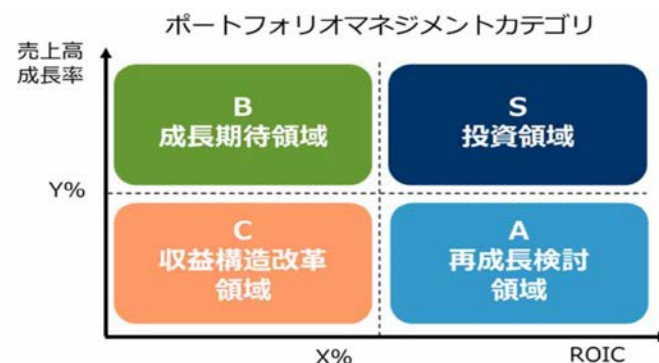 ポートフォリオマネジメントカテゴリ
売上高
成長率
B
成長期待領域
S
投資領域
Y%
C
収益構造改革
領域
A
再成長検討
領域
X%
ROIC